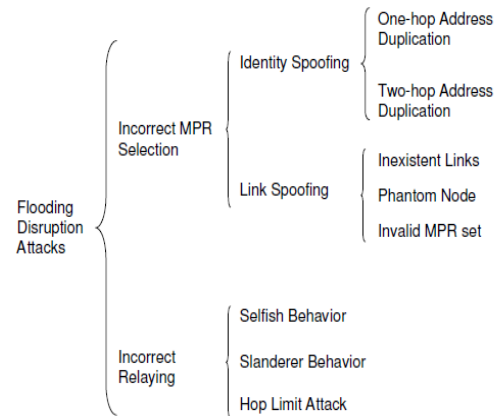 One-hop Address
Duplication
Identity Spoofing
Two-hop Address
Duplication
Incorrect MPR
Selection
Inexistent Links
Link Spoofing
Phantom Node
Invalid MPR set
Flooding
Disruption
Attacks
Selfish Behavior
Incorrect
Relaying
Slanderer Behavior
Hop Limit Attack